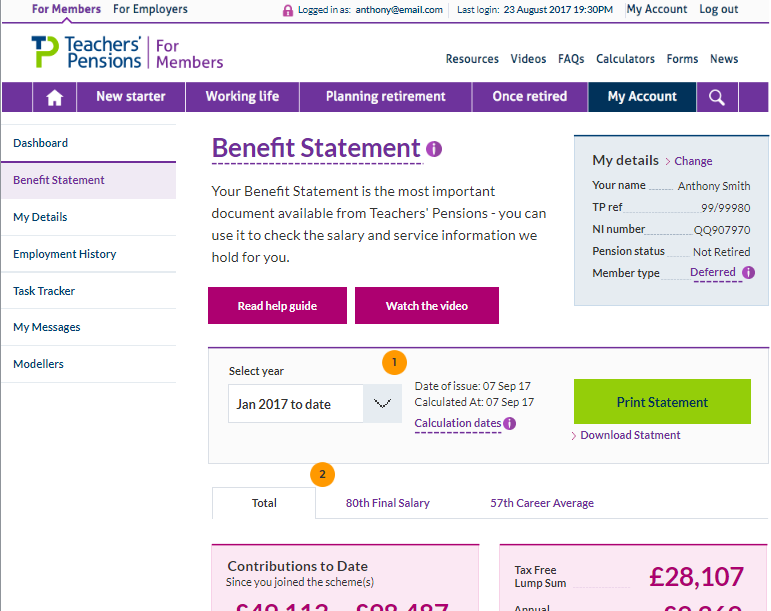 For Members For Employers Logged in as: anthony@email.com Last login: 23 August 2017 19:30PM My Account Log out
Teachers' Pensions For Members
Resources Videos FAQs Calculators Forms News
New starter Working life Planning retirement Once retired My Account
Dashboard
Benefit Statement
My Details
Employment History
Task Tracker
My Messages
Modellers
Benefit Statement i
Your Benefit Statement is the most important
document available from Teachers' Pensions - you can
use it to check the salary and service information we
hold for you.
Read help guide Watch the video
My details > Change
Your name Anthony Smith
TP ref 99/99980
NI number QQ907970
Pension status Not Retired
Member type Deferred i
Select year
1
Jan 2017 to date
Date of issue: 07 Sep 17
Calculated At: 07 Sep 17
Calculation dates i
Print Statement
> Download Statment
2
Total 80th Final Salary 57th Career Average
Contributions to Date
Since you joined the scheme(s)
Tax Free
Lump Sum £28,107
Annual